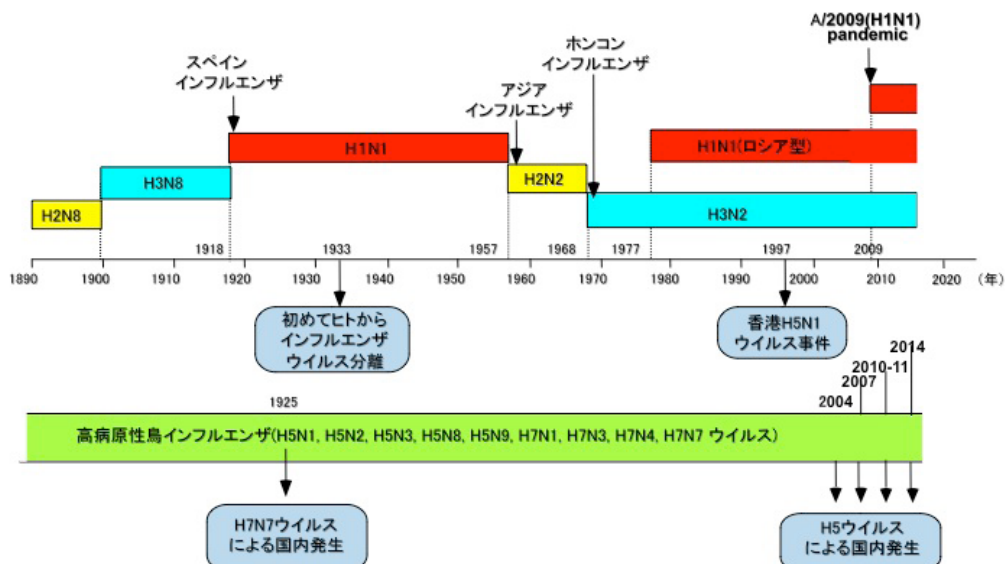 A/2009(H1N1)
pandemic
スペイン
インフルエンザ
アジア
インフルエンザ
ホンコン
インフルエンザ
H1N1
H1N1(ロシア型)
H3N8
H2N2
H2N8
H3N2
1918
1933
1957
1968
1977
1997
2009
1890
1900
1910
1920
1930
1940
1950
1960
1970
1980
1990
2000
2010
2020
(年)
初めてヒトから
インフルエンザ
ウイルス分離
香港H5N1
ウイルス事件
2014
2010-11
2007
2004
1925
高病原性鳥インフルエンザ(H5N1, H5N2, H5N3, H5N8, H5N9, H7N1, H7N3, H7N4, H7N7 ウイルス)
H7N7ウイルス
による国内発生
H5ウイルス
による国内発生